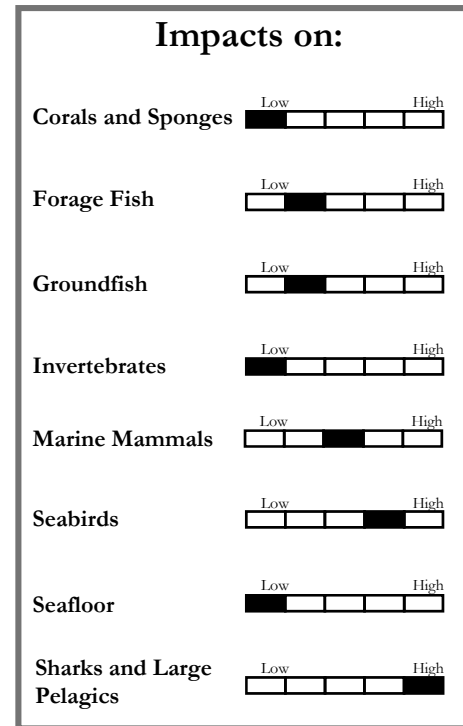 Impacts on:
Low High
Corals and Sponges
Low High
Forage Fish
Low High
Groundfish
Low High
Invertebrates
Low High
Marine Mammals
Low High
Seabirds
Low High
Seafloor
Low High
Sharks and Large
Pelagics